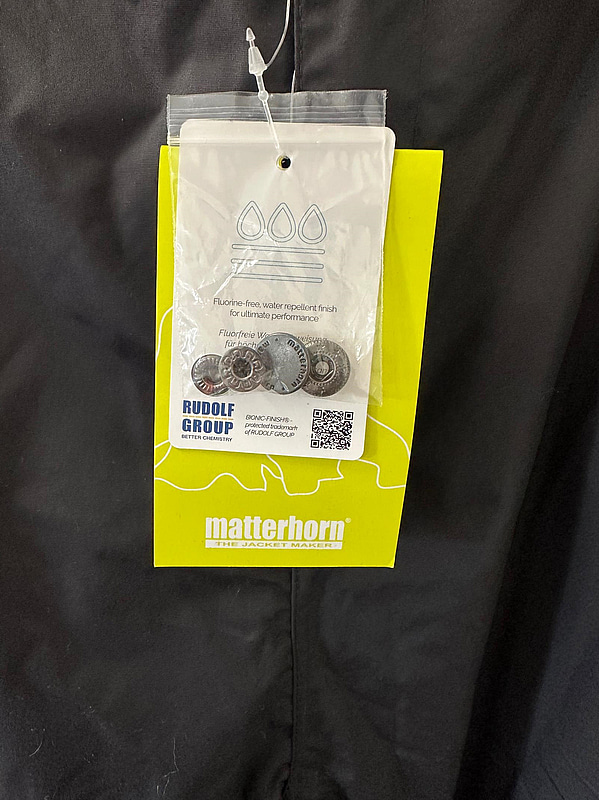 Fluorine-free, water repellent finish
for ultimate performance
Fluorfreie
für
matterhorn
RUDOLF
GROUP
BETTER CHEMISTRY
BIONIC-FINISH® -
protected trademark
of RUDOLF GROUP
matterhorn®
THE JACKET MAKER